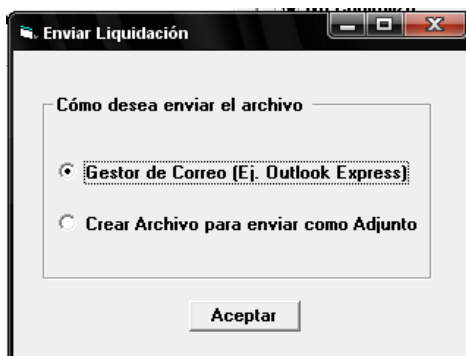 Enviar Liquidación
Cómo desea enviar el archivo
Gestor de Correo (Ej. Outlook Express)
Crear Archivo para enviar como Adjunto
Aceptar